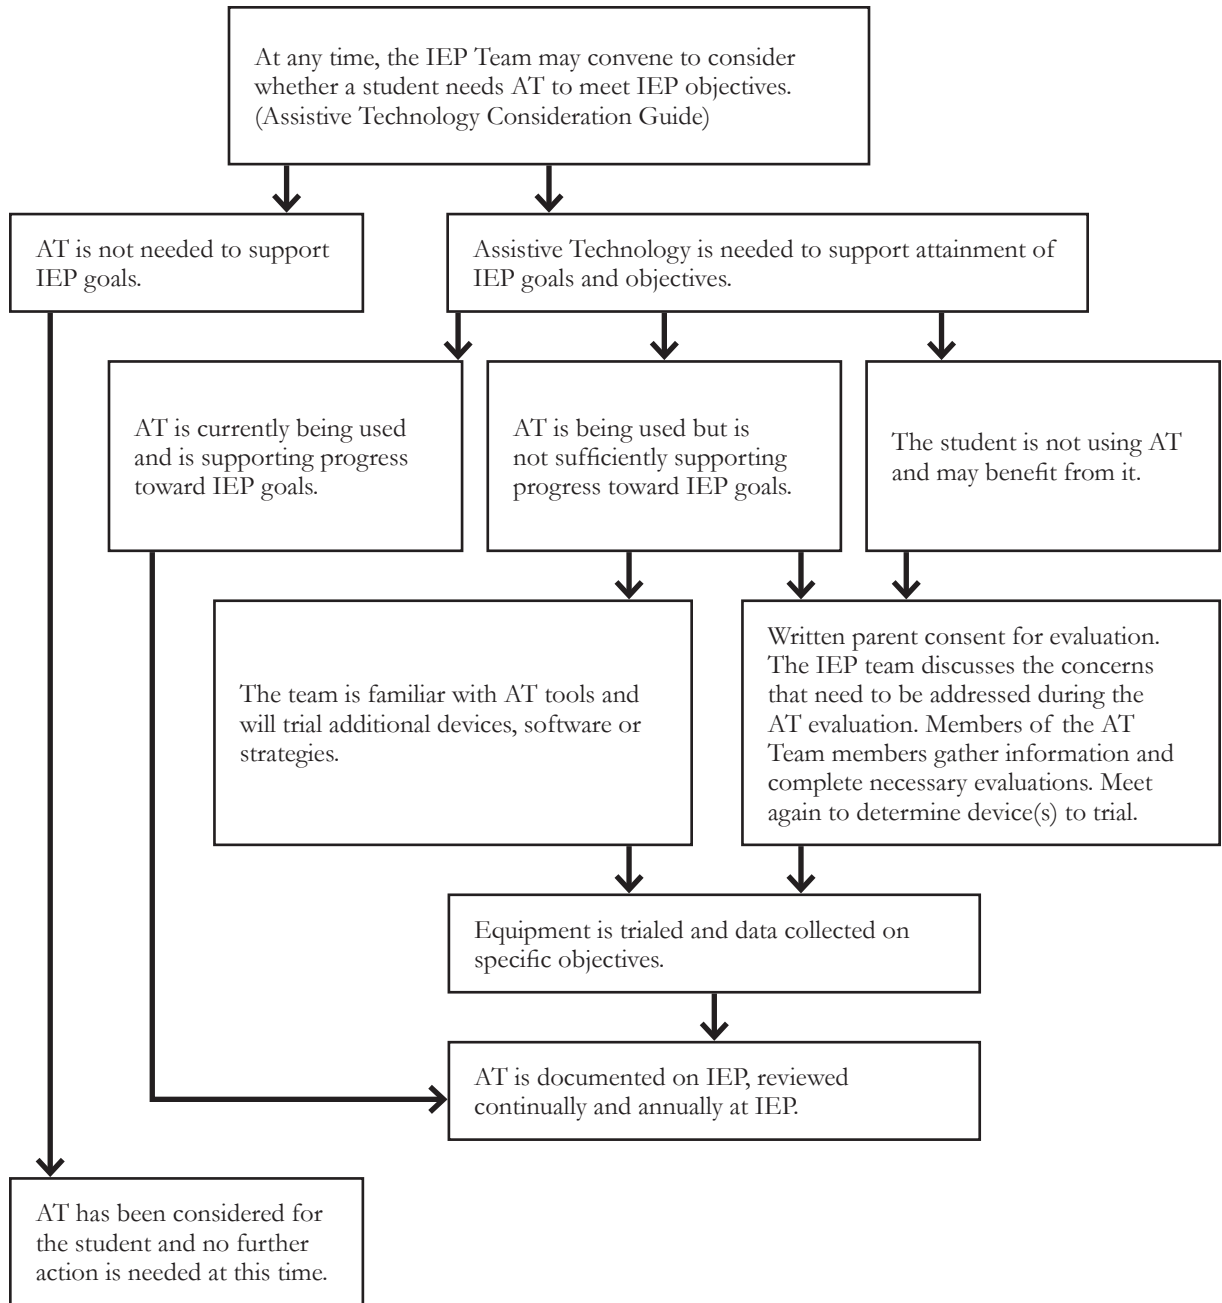 At any time, the IEP Team may convene to consider
whether a student needs AT to meet IEP objectives.
(Assistive Technology Consideration Guide)
AT is not needed to support
IEP goals.
Assistive Technology is needed to support attainment of
IEP goals and objectives.
AT is currently being used
and is supporting progress
toward IEP goals.
AT is being used but is
not sufficiently supporting
progress toward IEP goals.
The student is not using AT
and may benefit from it.
The team is familiar with AT tools and
will trial additional devices, software or
strategies.
Written parent consent for evaluation.
The IEP team discusses the concerns
that need to be addressed during the
AT evaluation. Members of the AT
Team members gather information and
complete necessary evaluations. Meet
again to determine device(s) to trial.
Equipment is trialed and data collected on
specific objectives.
AT is documented on IEP, reviewed
continually and annually at IEP.
AT has been considered for
the student and no further
action is needed at this time.